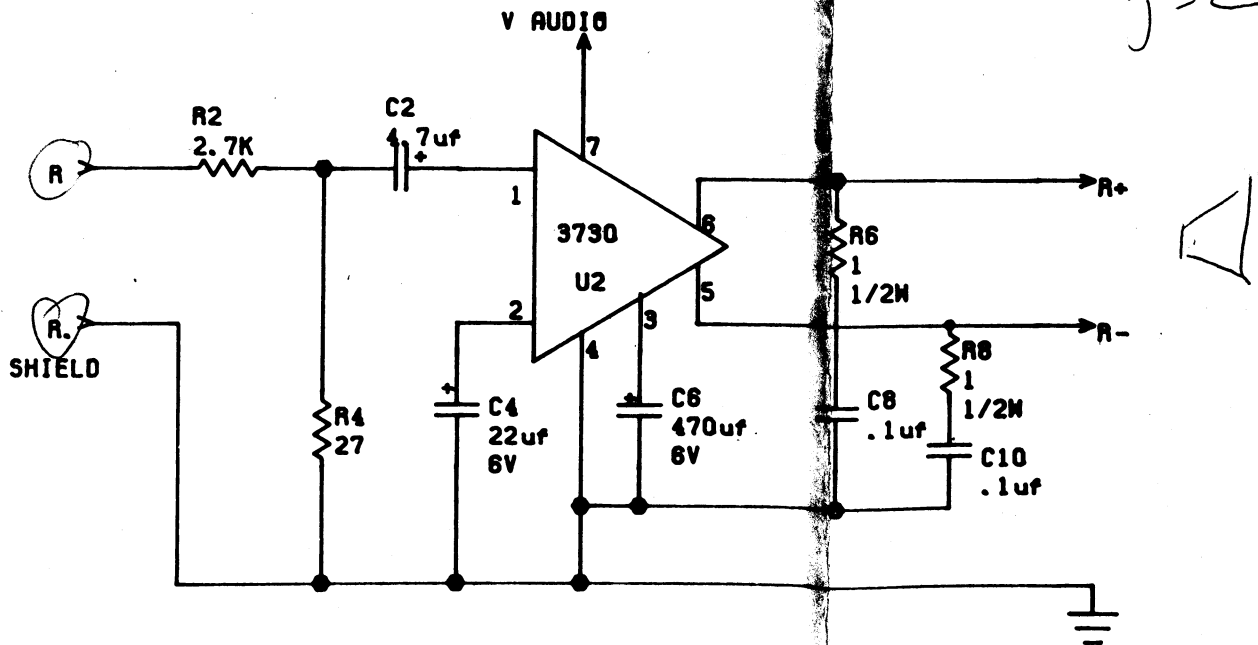 V AUDIO
R2
2.7K
C2
4.7uf
+
7
R
1
3730
U2
6
R+
R6
1
1/2W
5
2
3
4
R.
SHIELD
R-
R8
1
1/2W
+
C4
22uf
6V
+
C6
470uf
6V
C8
.1uf
R4
27
C10
.1uf